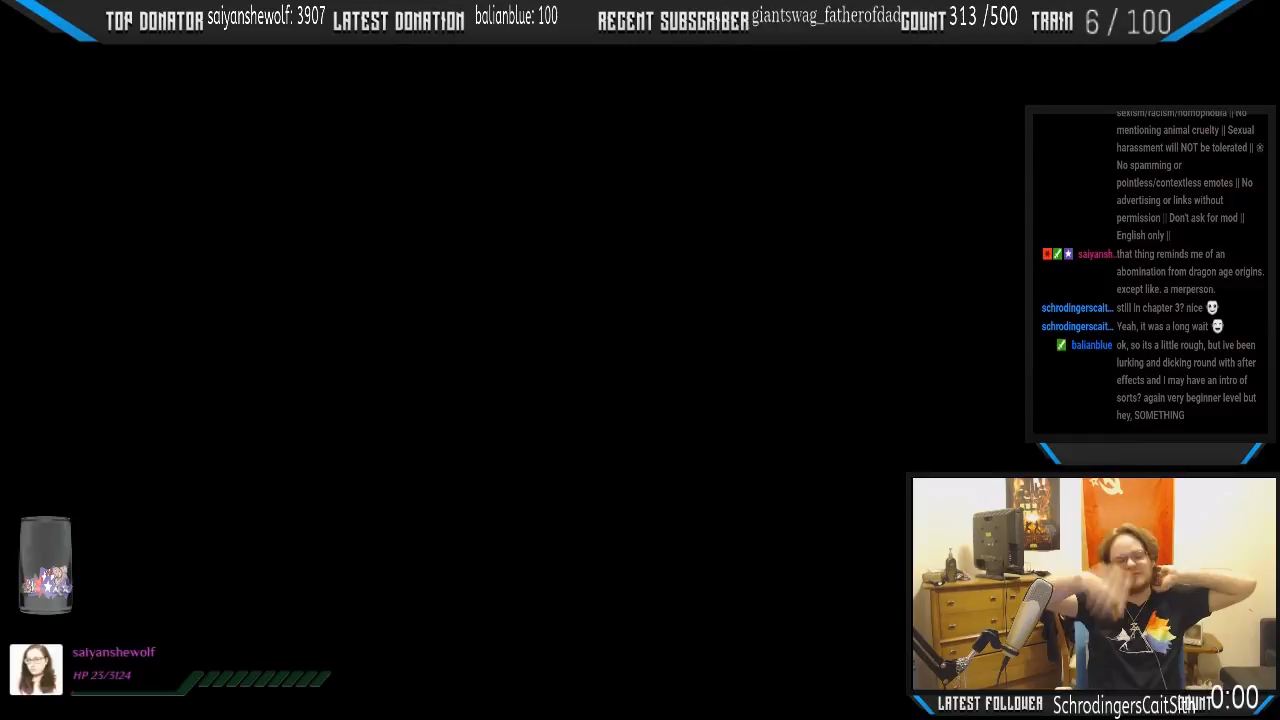 TOP DONATOR saiyanshewolf: 3907 LATEST DONATION balianblue: 100 RECENT SUBSCRIBER giantswag_fatherofdad COUNT 313 /500 TRAIN 6 / 100
sexism/racism/homophobia || No
mentioning animal cruelty || Sexual
harassment will NOT be tolerated ||
No spamming or
pointless/contextless emotes || No
advertising or links without
permission || Don't ask for mod ||
English only ||
saiyansh.. that thing reminds me of an
abomination from dragon age origins.
except like. a merperson.
schrodingerscait... still in chapter 3? nice
schrodingerscait... Yeah, it was a long wait
balianblue ok, so its a little rough, but ive been
lurking and dicking round with after
effects and I may have an intro of
sorts? again very beginner level but
hey, SOMETHING
saiyanshewolf
HP 23/3124
LATEST FOLLOWER SchrodingersCaitSith 0:00